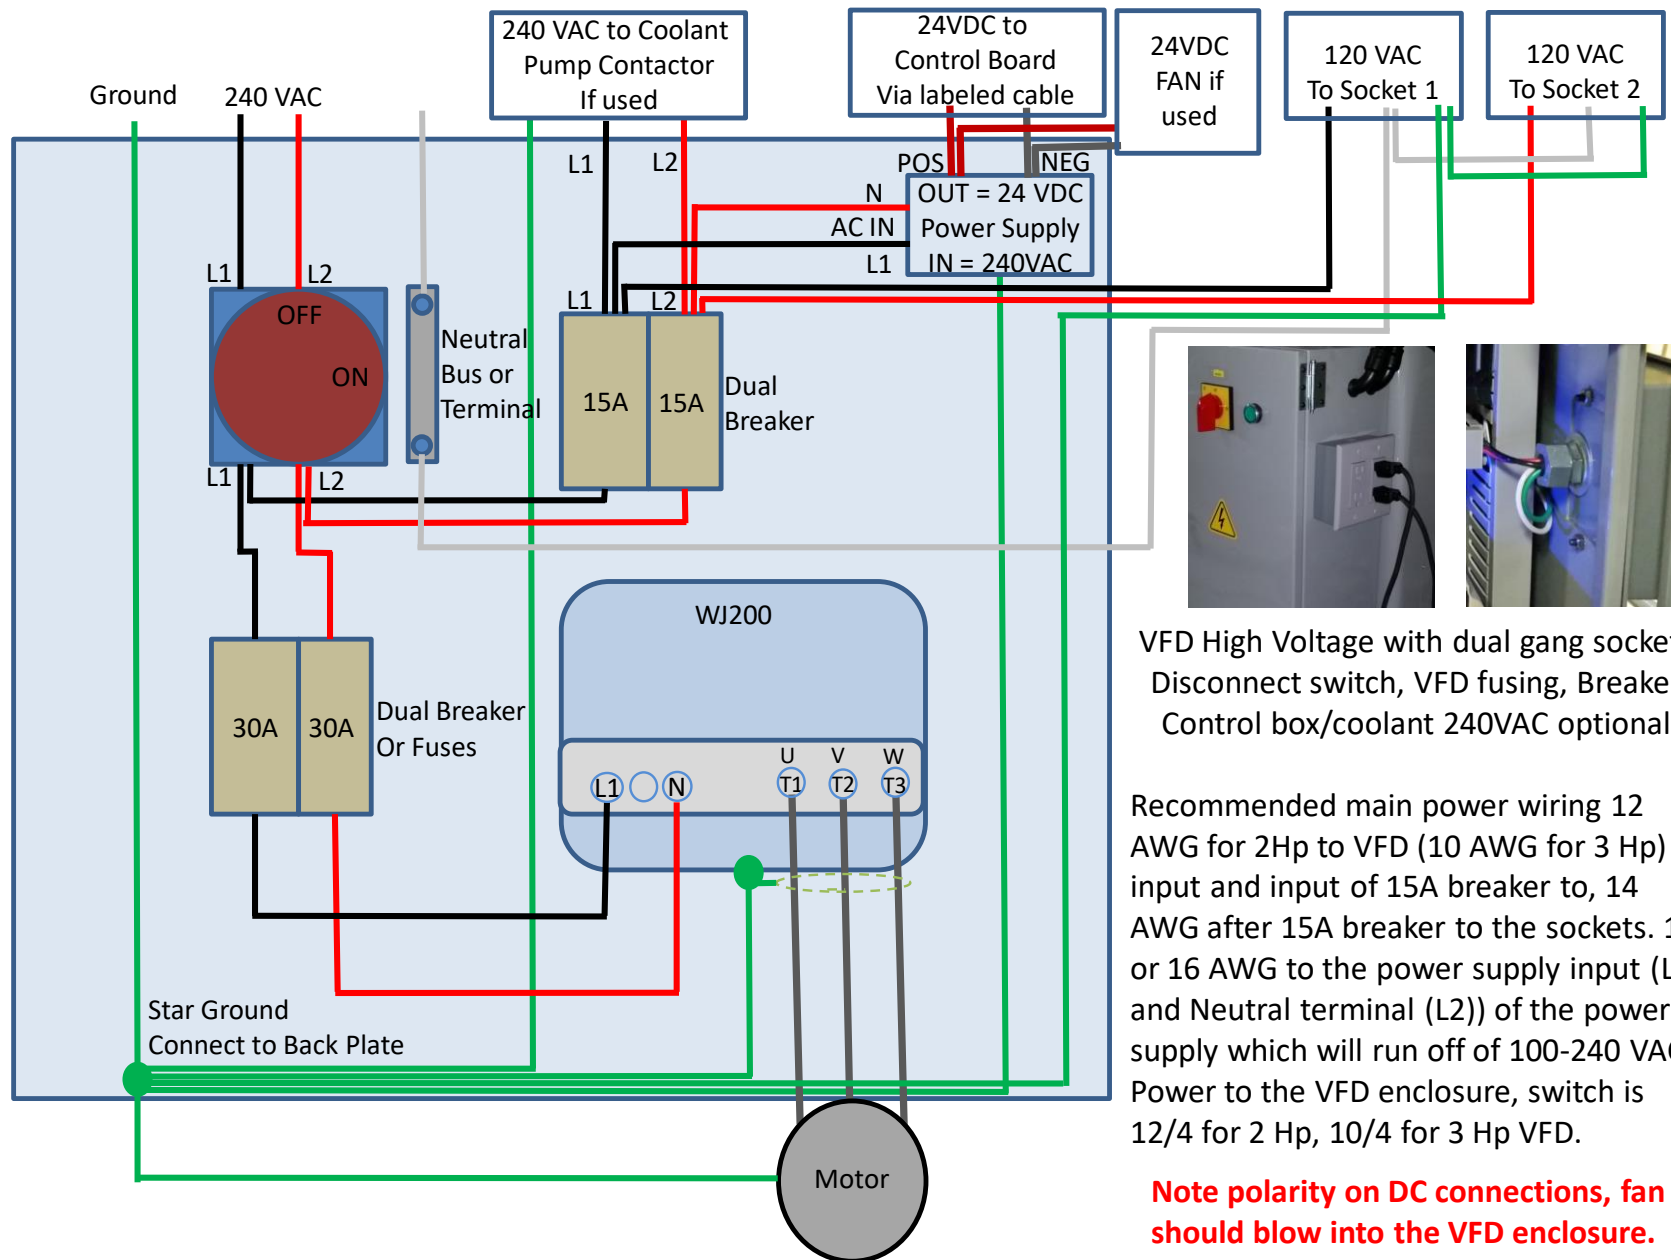 240 VAC to Coolant
Pump Contactor
If used
24VDC to
Control Board
Via labeled cable
24VDC
FAN if
used
120 VAC
To Socket 1
120 VAC
To Socket 2
Ground
240 VAC
L1
L2
POS
NEG
N
AC IN
L1
OUT = 24 VDC
Power Supply
IN = 240VAC
L1
L2
OFF
ON
L1
L2
Neutral
Bus or
Terminal
L1
L2
15A
15A
Dual
Breaker
30A
30A
Dual Breaker
Or Fuses
WJ200
L1
N
U
V
W
T1
T2
T3
Star Ground
Connect to Back Plate
Motor
VFD High Voltage with dual gang socket
Disconnect switch, VFD fusing, Breake
Control box/coolant 240VAC optional
Recommended main power wiring 12
AWG for 2Hp to VFD (10 AWG for 3 Hp)
input and input of 15A breaker to, 14
AWG after 15A breaker to the sockets. 1
or 16 AWG to the power supply input (L
and Neutral terminal (L2)) of the power
supply which will run off of 100-240 VAC
Power to the VFD enclosure, switch is
12/4 for 2 Hp, 10/4 for 3 Hp VFD.
Note polarity on DC connections, fan
should blow into the VFD enclosure.